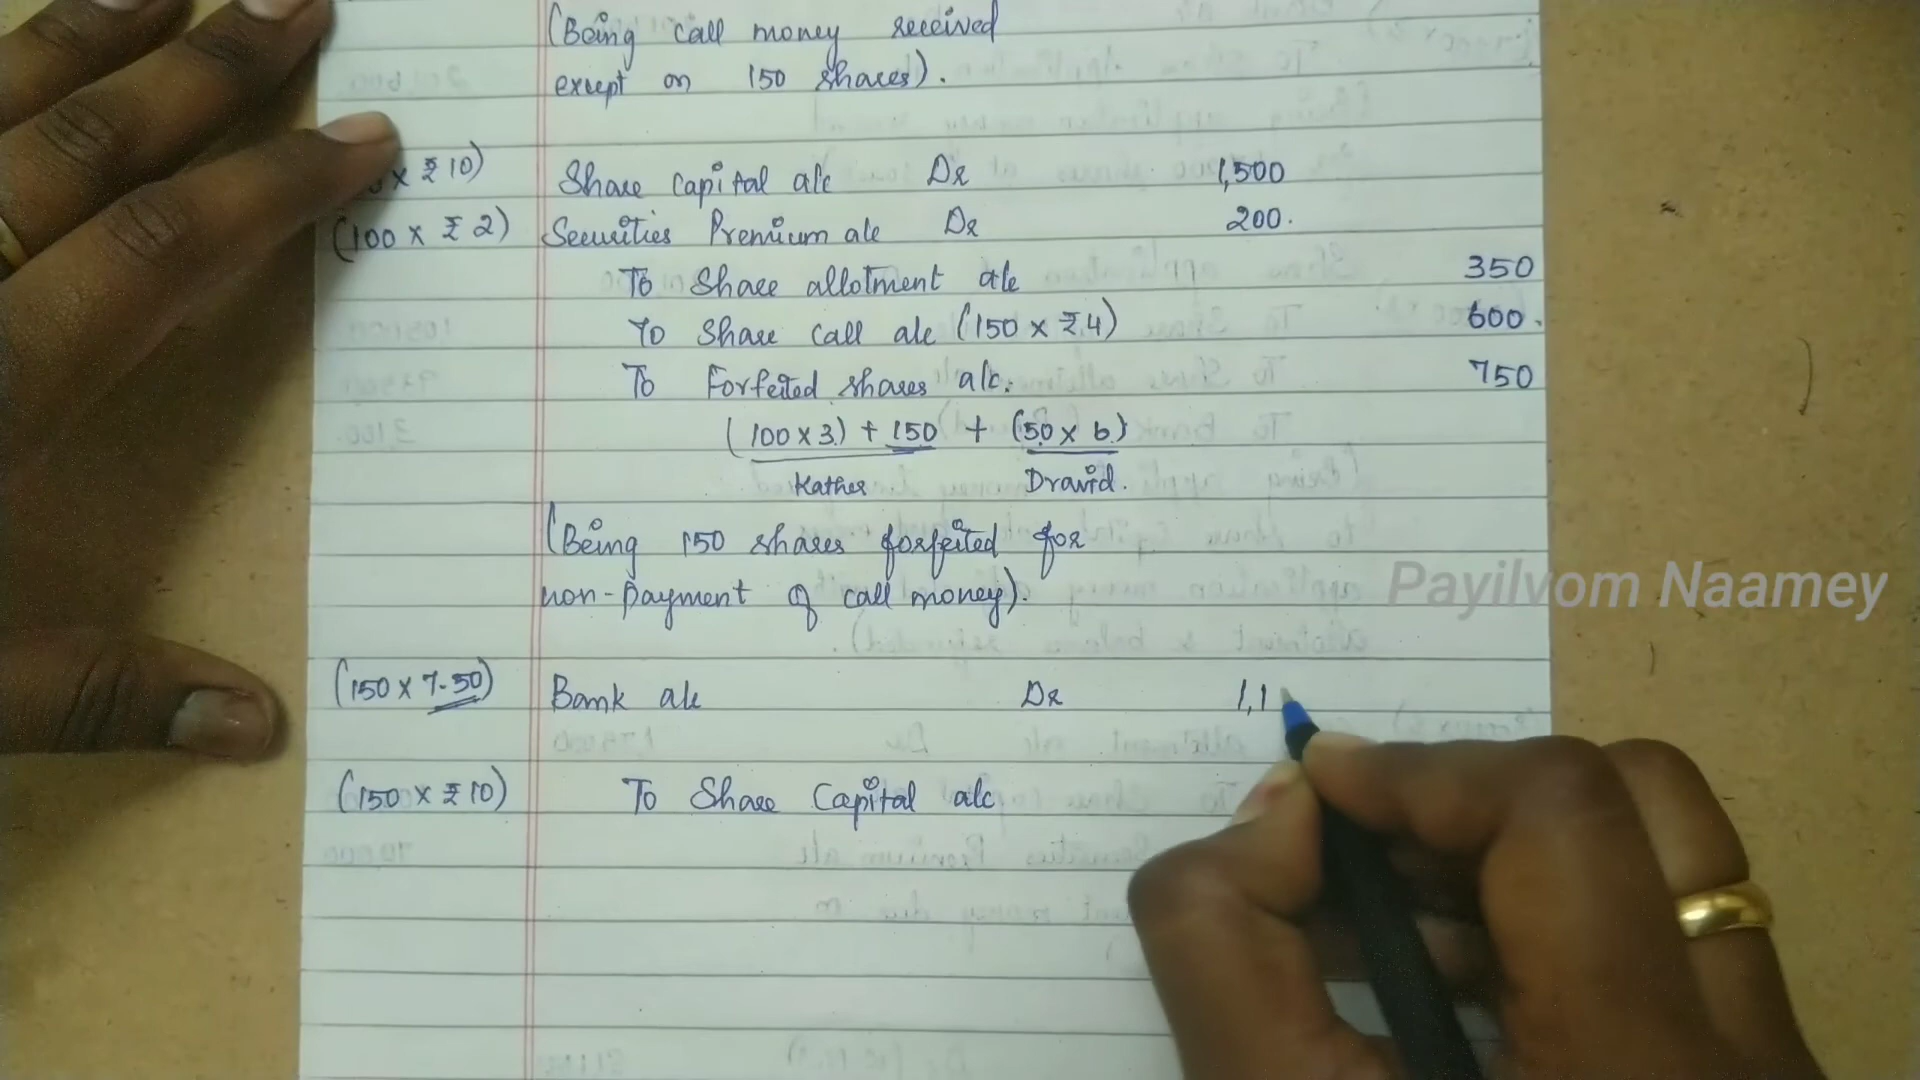 (Being call money received
except on 150 shares).
x ₹10) Share Capital a/c Dr 1,500
(100 x ₹ 2) Securities Premium a/c Dr 200.
To Share allotment a/c 350
To Share call a/c (150 x ₹4) 600.
To Forfeited shares a/c. 750
(100 x 3) + 150 + (50 x 6)
Kather Dravid.
(Being 150 shares forfeited for
non-payment of call money).
Payilvom Naamey
(150 x 7.50) Bank a/c Dr 1,1
(150 x ₹10) To Share Capital a/c